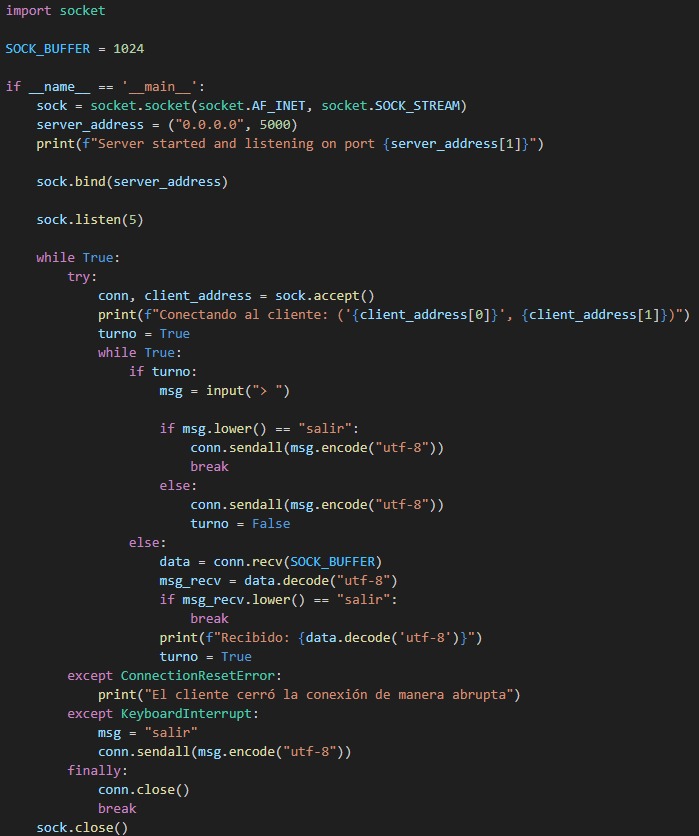 import socket

SOCK_BUFFER = 1024

if __name__ == '__main__':
    sock = socket.socket(socket.AF_INET, socket.SOCK_STREAM)
    server_address = ("0.0.0.0", 5000)
    print(f"Server started and listening on port {server_address[1]}")

    sock.bind(server_address)

    sock.listen(5)

    while True:
        try:
            conn, client_address = sock.accept()
            print(f"Conectando al cliente: ('{client_address[0]}', {client_address[1]})")
            turno = True
            while True:
                if turno:
                    msg = input("> ")

                    if msg.lower() == "salir":
                        conn.sendall(msg.encode("utf-8"))
                        break
                    else:
                        conn.sendall(msg.encode("utf-8"))
                        turno = False
                else:
                    data = conn.recv(SOCK_BUFFER)
                    msg_recv = data.decode("utf-8")
                    if msg_recv.lower() == "salir":
                        break
                    print(f"Recibido: {data.decode('utf-8')}")
                    turno = True
        except ConnectionResetError:
            print("El cliente cerró la conexión de manera abrupta")
        except KeyboardInterrupt:
            msg = "salir"
            conn.sendall(msg.encode("utf-8"))
        finally:
            conn.close()
            break
    sock.close()